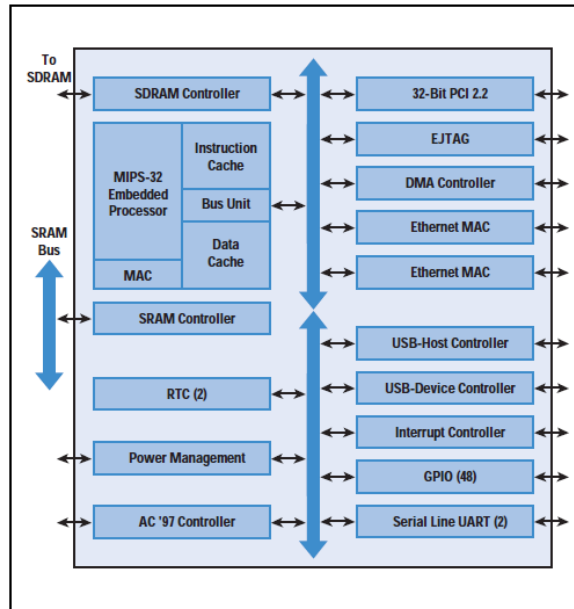 To
SDRAM
SDRAM Controller
MIPS-32
Embedded
Processor
Instruction
Cache
Bus Unit
Data
Cache
MAC
SRAM
Bus
SRAM Controller
RTC (2)
Power Management
AC '97 Controller
32-Bit PCI 2.2
EJTAG
DMA Controller
Ethernet MAC
Ethernet MAC
USB-Host Controller
USB-Device Controller
Interrupt Controller
GPIO (48)
Serial Line UART (2)